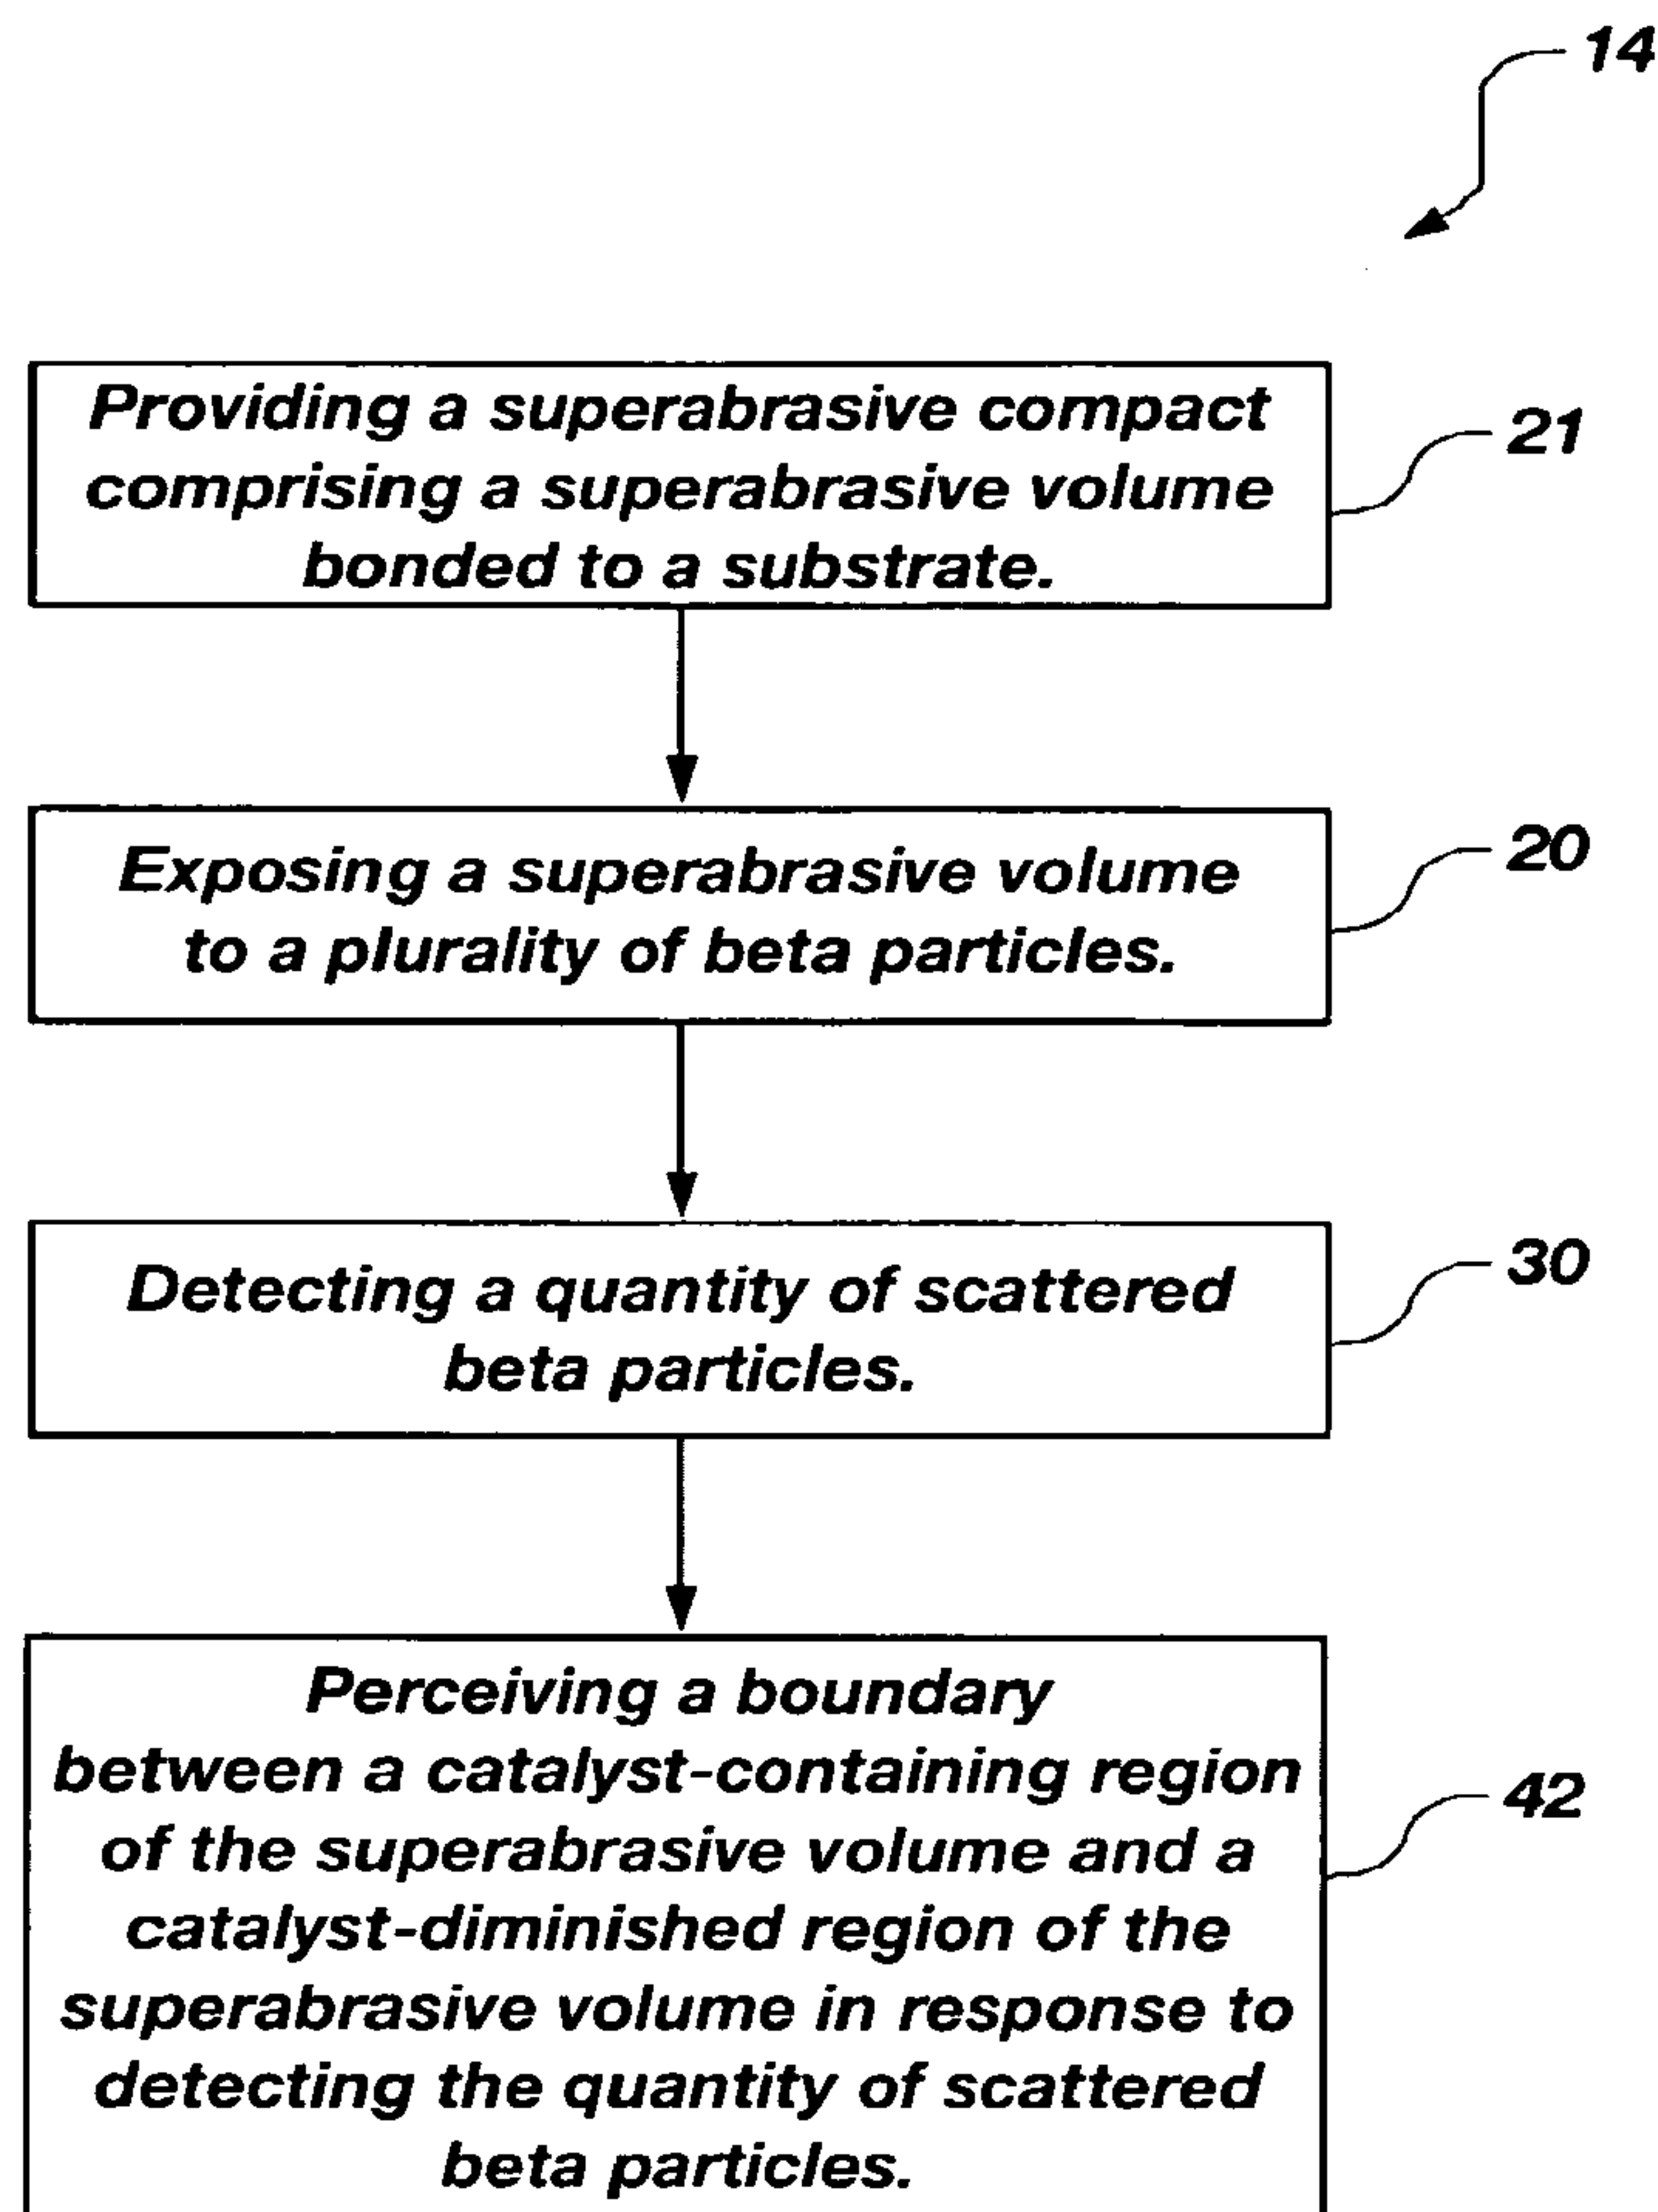 14
Providing a superabrasive compact
comprising a superabrasive volume
bonded to a substrate.
21
Exposing a superabrasive volume
to a plurality of beta particles.
20
Detecting a quantity of scattered
beta particles.
30
Perceiving a boundary
between a catalyst-containing region
of the superabrasive volume and a
catalyst-diminished region of the
superabrasive volume in response to
detecting the quantity of scattered
beta particles.
42